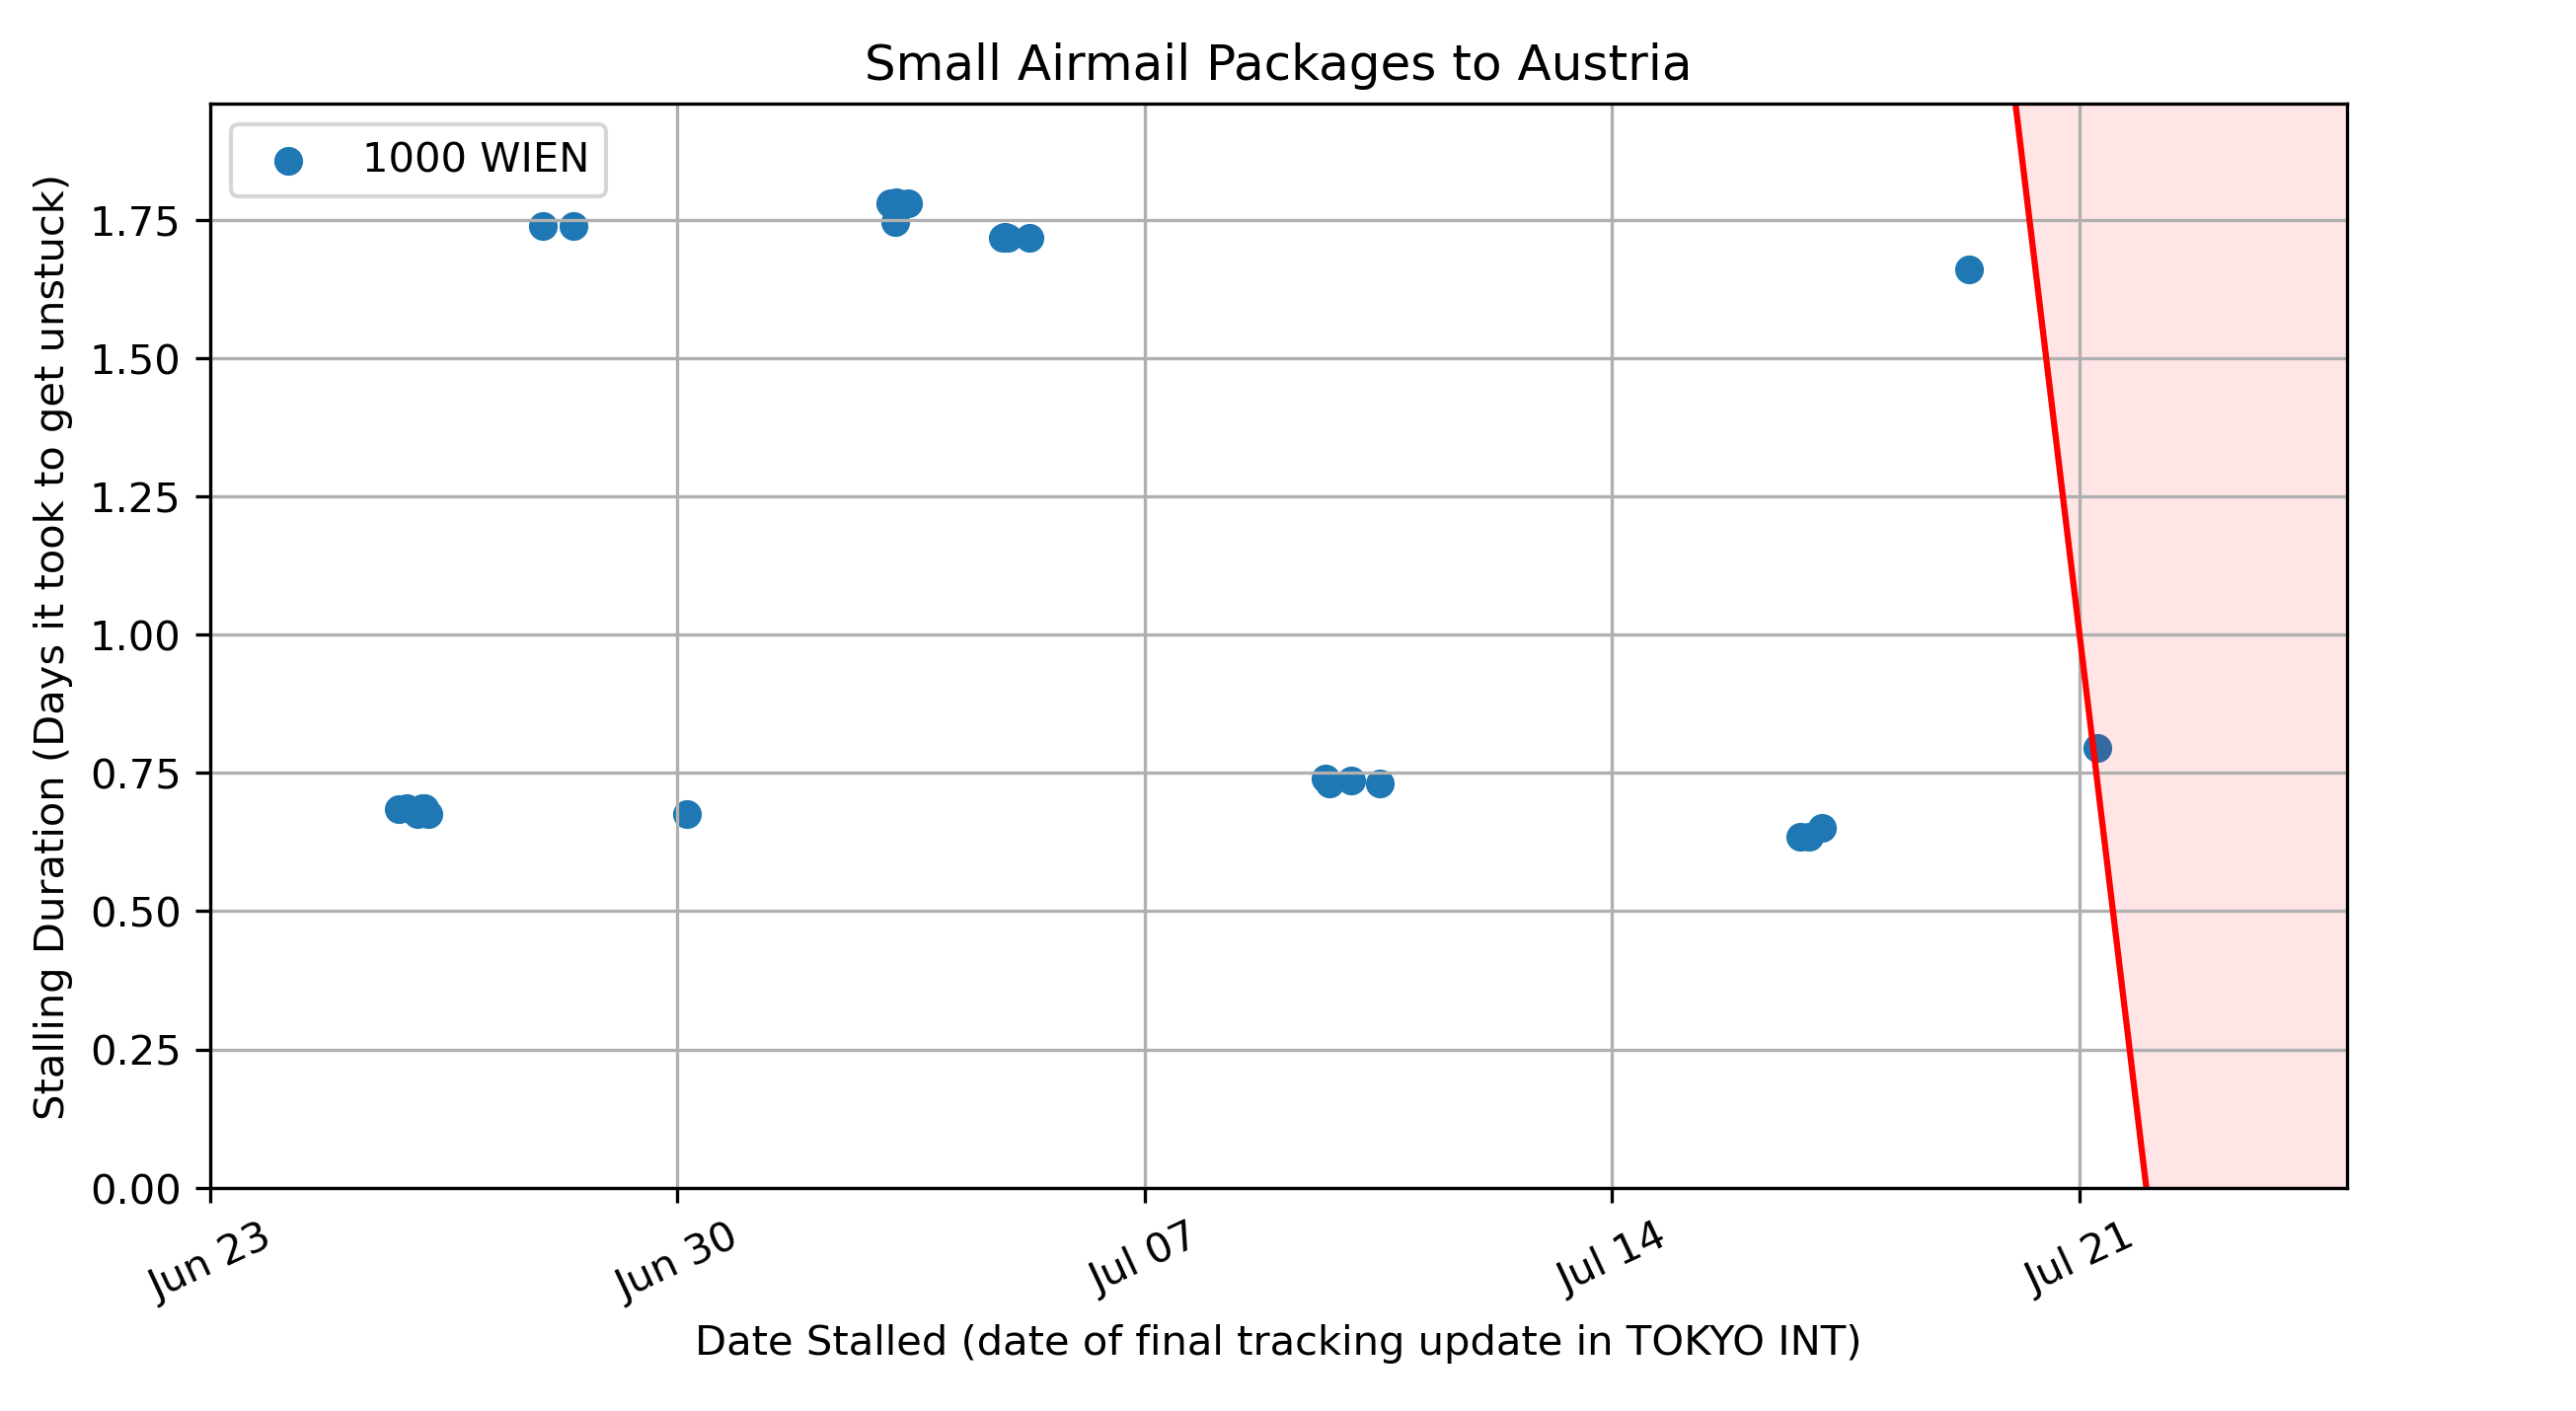 Small Airmail Packages to Austria
1000 WIEN
Stalling Duration (Days it took to get unstuck)
1.75
1.50
1.25
1.00
0.75
0.50
0.25
0.00
Jun 23
Jun 30
Jul 07
Jul 14
Jul 21
Date Stalled (date of final tracking update in TOKYO INT)